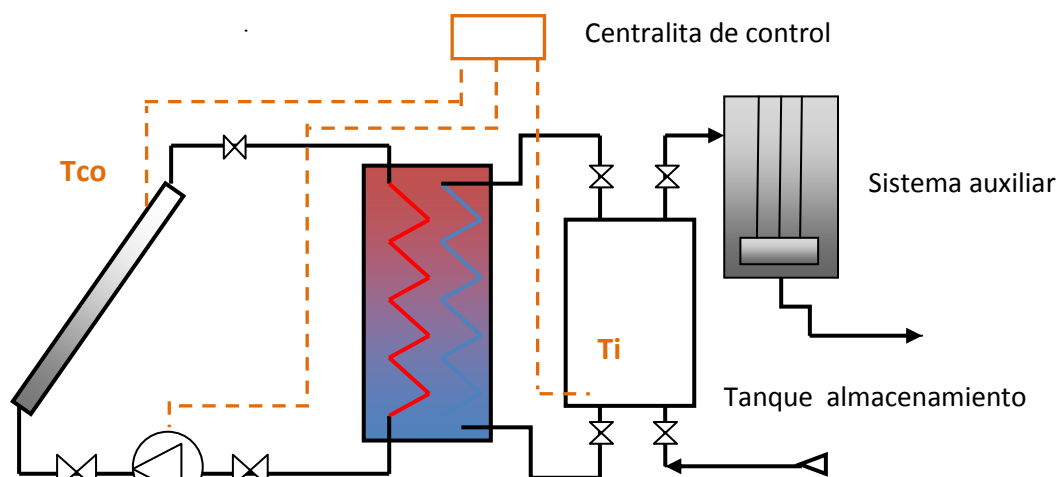 Centralita de control
Tco
Sistema auxiliar
Ti
Tanque almacenamiento